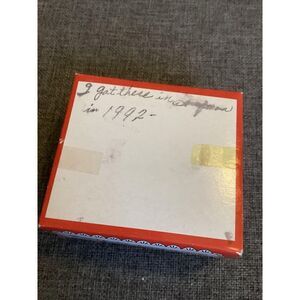 I got these in
in 1992-